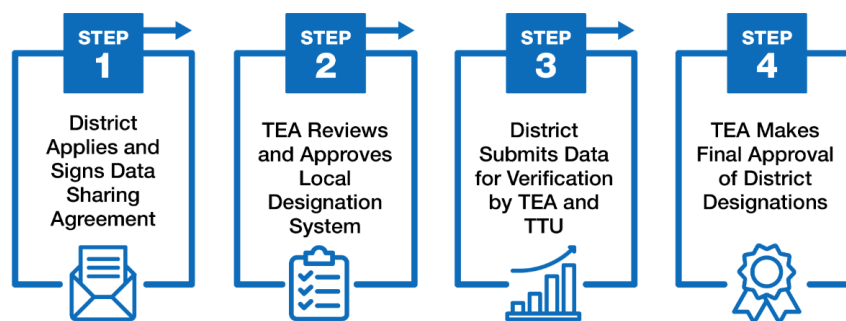 STEP
1
District
Applies and
Signs Data
Sharing
Agreement
STEP
2
TEA Reviews
and Approves
Local
Designation
System
STEP
3
District
Submits Data
for Verification
by TEA and
TTU
STEP
4
TEA Makes
Final Approval
of District
Designations